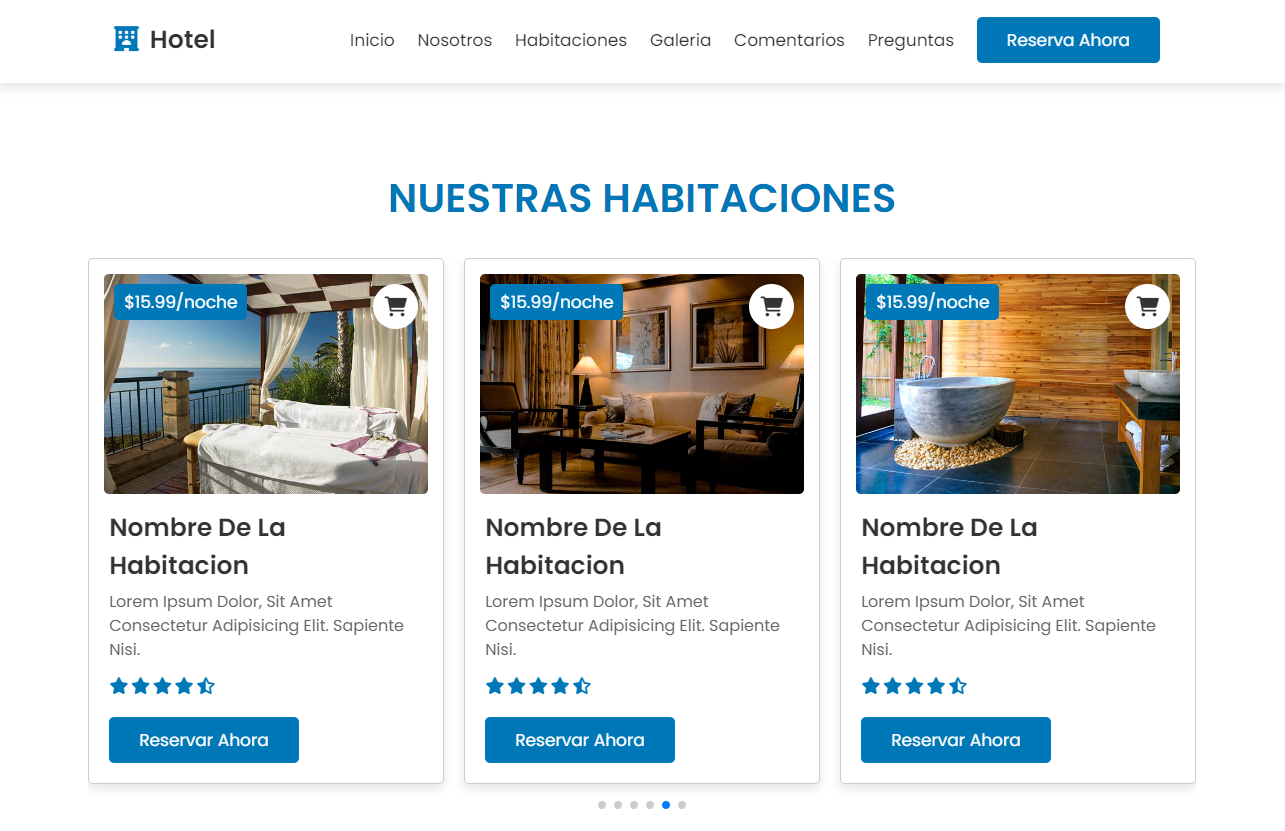 Hotel
Inicio Nosotros Habitaciones Galeria Comentarios Preguntas Reserva Ahora
NUESTRAS HABITACIONES
$15.99/noche
Nombre De La
Habitacion
Lorem Ipsum Dolor, Sit Amet
Consectetur Adipisicing Elit. Sapiente
Nisi.
Reservar Ahora
$15.99/noche
Nombre De La
Habitacion
Lorem Ipsum Dolor, Sit Amet
Consectetur Adipisicing Elit. Sapiente
Nisi.
Reservar Ahora
$15.99/noche
Nombre De La
Habitacion
Lorem Ipsum Dolor, Sit Amet
Consectetur Adipisicing Elit. Sapiente
Nisi.
Reservar Ahora